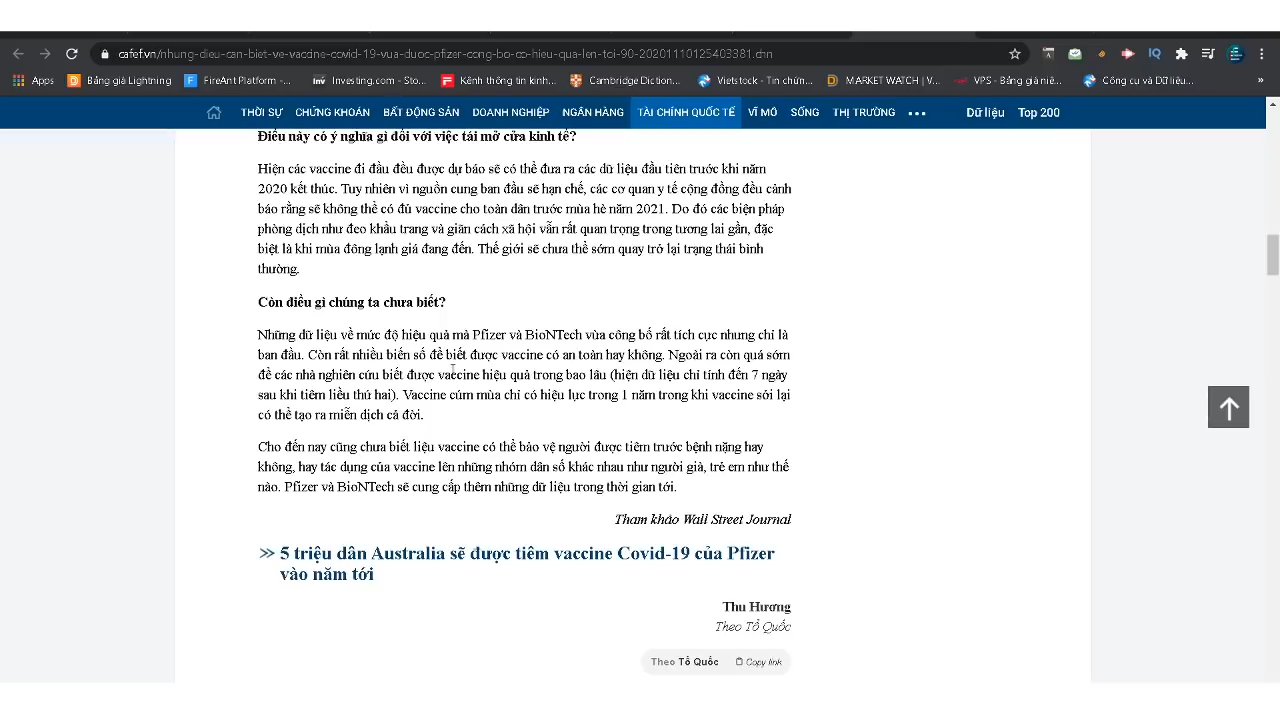 cafef.vn/nhung-dieu-can-biet-ve-vaccine-covid-19-vua-duoc-pfizer-cong-bo-co-hieu-qua-len-toi-90-20201110125403381.chn
Apps Bảng giá Lightning FireAnt Platform -... Investing.com - Sto... Kênh thông tin kinh... Cambridge Diction... Vietstock - Tin chứn... MARKET WATCH | V... VPS - Bảng giá niê... Công cụ và Dữ liệu... »
THỜI SỰ CHỨNG KHOÁN BẤT ĐỘNG SẢN DOANH NGHIỆP NGÂN HÀNG TÀI CHÍNH QUỐC TẾ VĨ MÔ SỐNG THỊ TRƯỜNG ••• Dữ liệu Top 200
Điều này có ý nghĩa gì đối với việc tái mở cửa kinh tế?
Hiện các vaccine đi đầu đều được dự báo sẽ có thể đưa ra các dữ liệu đầu tiên trước khi năm
2020 kết thúc. Tuy nhiên vì nguồn cung ban đầu sẽ hạn chế, các cơ quan y tế cộng đồng đều cảnh
báo rằng sẽ không thể có đủ vaccine cho toàn dân trước mùa hè năm 2021. Do đó các biện pháp
phòng dịch như đeo khẩu trang và giãn cách xã hội vẫn rất quan trọng trong tương lai gần, đặc
biệt là khi mùa đông lạnh giá đang đến. Thế giới sẽ chưa thể sớm quay trở lại trạng thái bình
thường.
Còn điều gì chúng ta chưa biết?
Những dữ liệu về mức độ hiệu quả mà Pfizer và BioNTech vừa công bố rất tích cực nhưng chỉ là
ban đầu. Còn rất nhiều biến số để biết được vaccine có an toàn hay không. Ngoài ra còn quá sớm
để các nhà nghiên cứu biết được vaccine hiệu quả trong bao lâu (hiện dữ liệu chỉ tính đến 7 ngày
sau khi tiêm liều thứ hai). Vaccine cúm mùa chỉ có hiệu lực trong 1 năm trong khi vaccine sởi lại
có thể tạo ra miễn dịch cả đời.
Cho đến nay cũng chưa biết liệu vaccine có thể bảo vệ người được tiêm trước bệnh nặng hay
không, hay tác dụng của vaccine lên những nhóm dân số khác nhau như người già, trẻ em như thế
nào. Pfizer và BioNTech sẽ cung cấp thêm những dữ liệu trong thời gian tới.
Tham khảo Wall Street Journal
>> 5 triệu dân Australia sẽ được tiêm vaccine Covid-19 của Pfizer
vào năm tới
Thu Hương
Theo Tổ Quốc
Theo Tổ Quốc Copy link